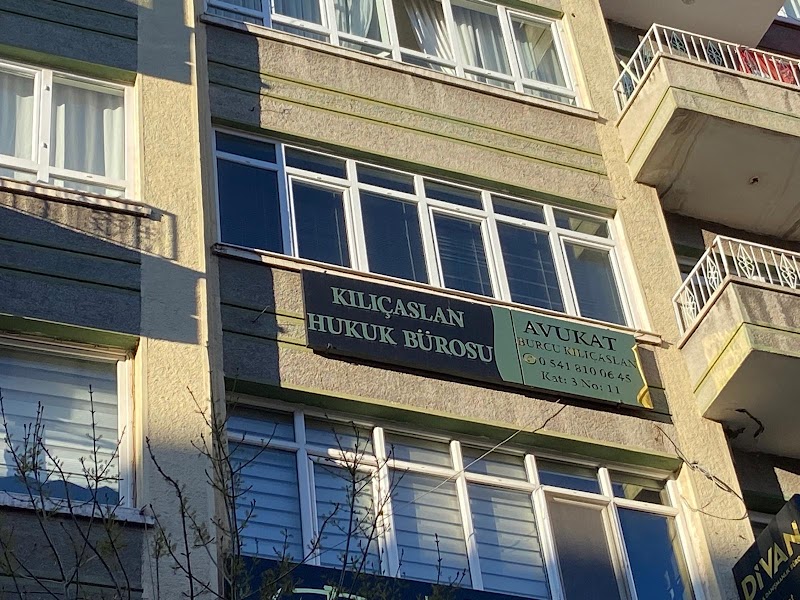 KILIÇASLAN
HUKUK BÜROSU
AVUKAT
BURCU KILIÇASLAN
0 541 810 06 45
Kat: 3 No: 11
DİVAN